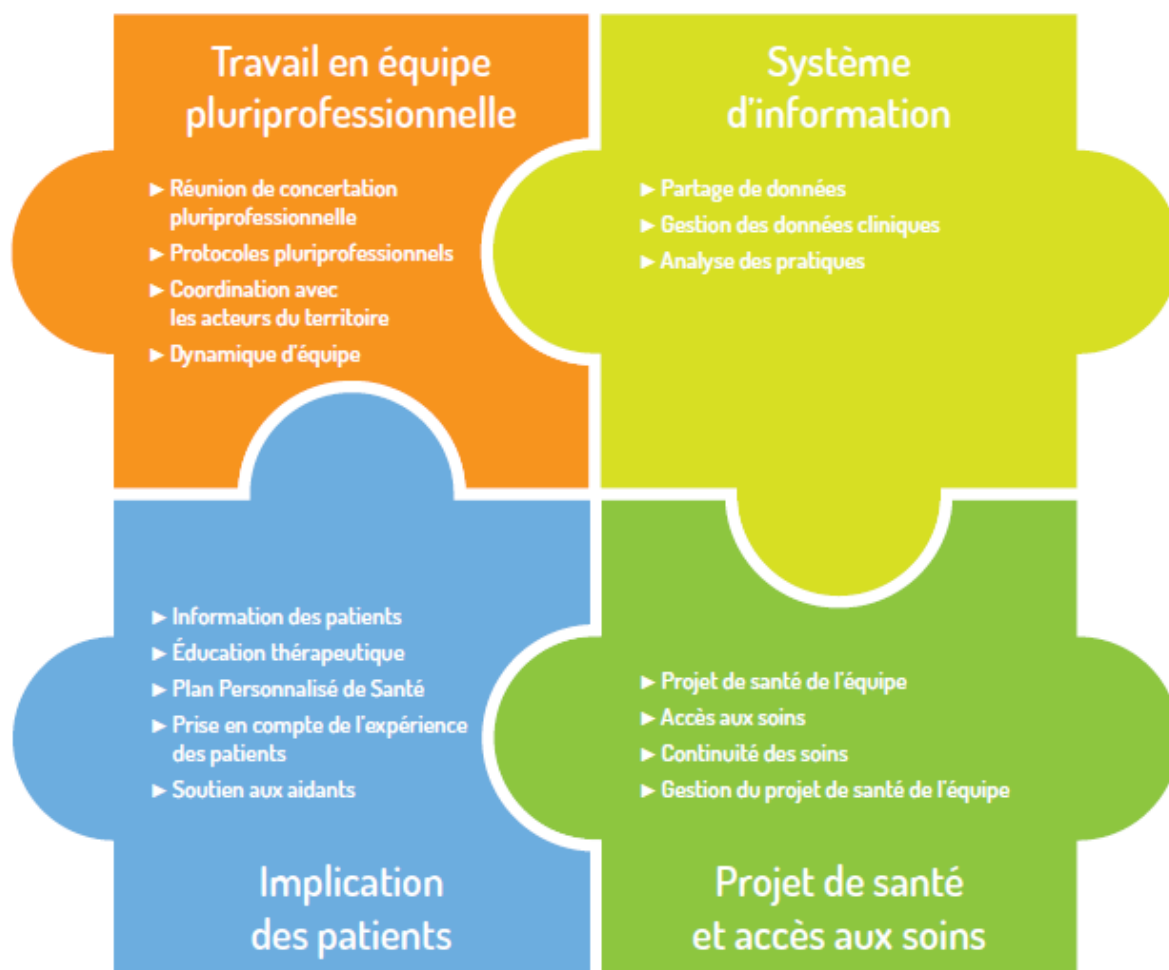 Travail en équipe
pluriprofessionnelle
► Réunion de concertation
pluriprofessionnelle
► Protocoles pluriprofessionnels
► Coordination avec
les acteurs du territoire
► Dynamique d'équipe
Système
d'information
► Partage de données
► Gestion des données cliniques
► Analyse des pratiques
► Information des patients
► Éducation thérapeutique
► Plan Personnalisé de Santé
► Prise en compte de l'expérience
des patients
► Soutien aux aidants
Implication
des patients
► Projet de santé de l'équipe
► Accès aux soins
► Continuité des soins
► Gestion du projet de santé de l'équipe
Projet de santé
et accès aux soins